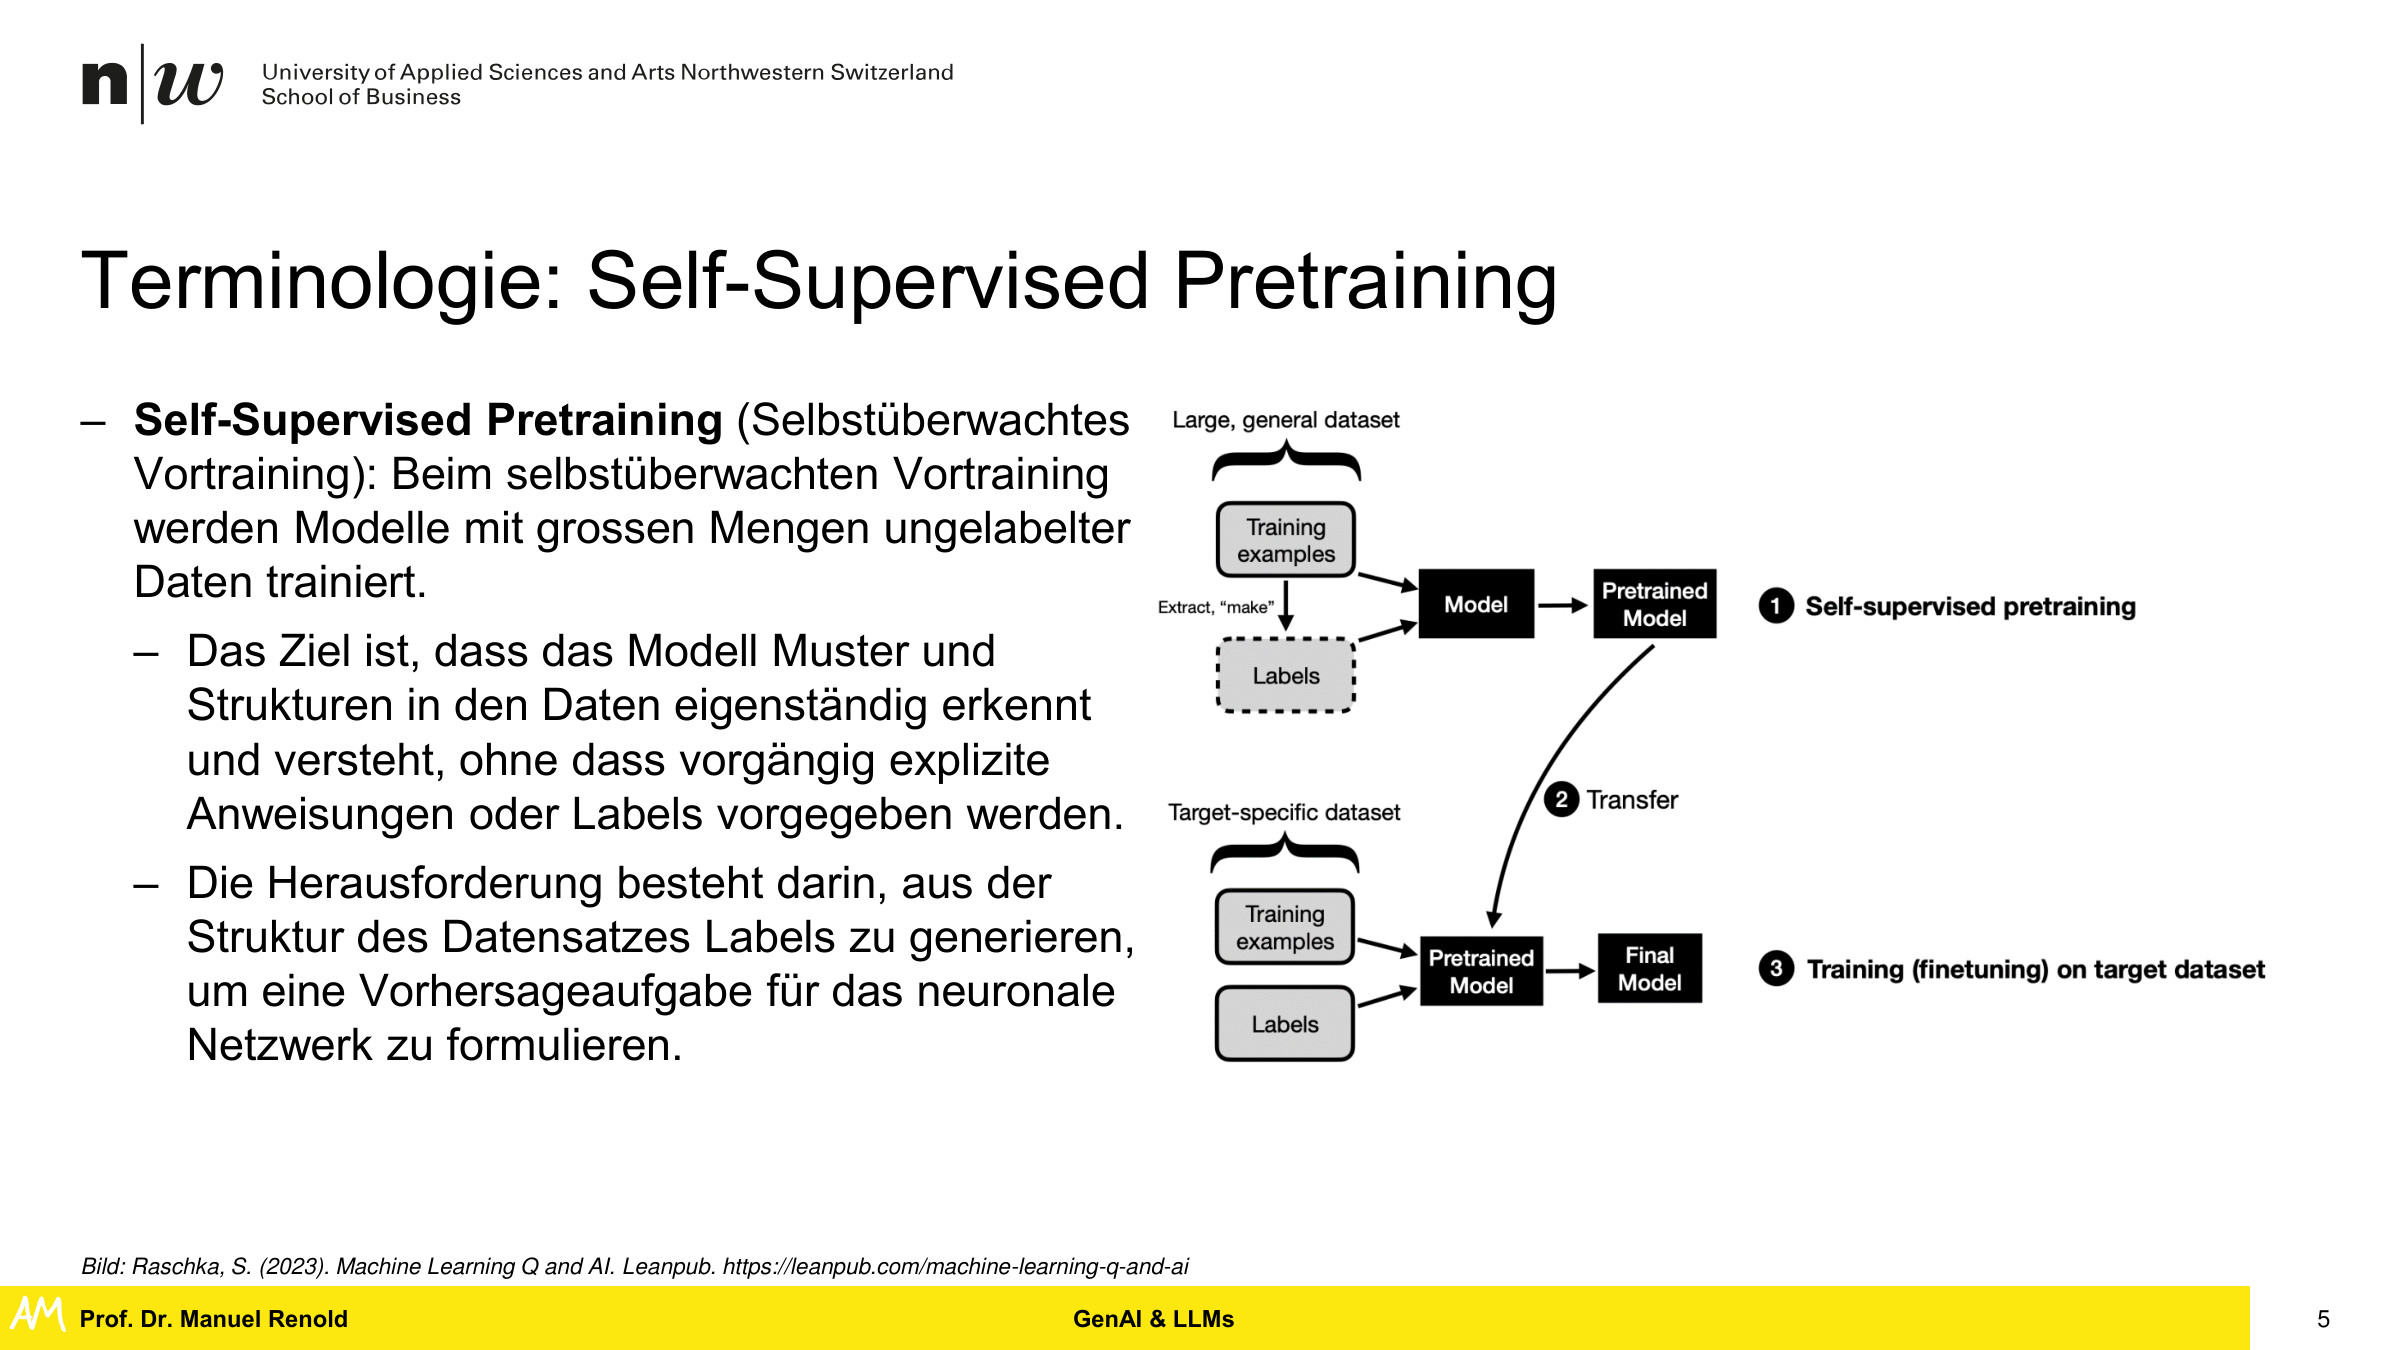 n|w University of Applied Sciences and Arts Northwestern Switzerland
School of Business
Terminologie: Self-Supervised Pretraining
– Self-Supervised Pretraining (Selbstüberwachtes
Vortraining): Beim selbstüberwachten Vortraining
werden Modelle mit grossen Mengen ungelabelter
Daten trainiert.
– Das Ziel ist, dass das Modell Muster und
Strukturen in den Daten eigenständig erkennt
und versteht, ohne dass vorgängig explizite
Anweisungen oder Labels vorgegeben werden.
– Die Herausforderung besteht darin, aus der
Struktur des Datensatzes Labels zu generieren,
um eine Vorhersageaufgabe für das neuronale
Netzwerk zu formulieren.
Large, general dataset
Training
examples
Extract, “make”
Labels
Model
Pretrained
Model
1 Self-supervised pretraining
2 Transfer
Target-specific dataset
Training
examples
Labels
Pretrained
Model
Final
Model
3 Training (finetuning) on target dataset
Bild: Raschka, S. (2023). Machine Learning Q and AI. Leanpub. https://leanpub.com/machine-learning-q-and-ai
AM Prof. Dr. Manuel Renold
GenAI & LLMs
5